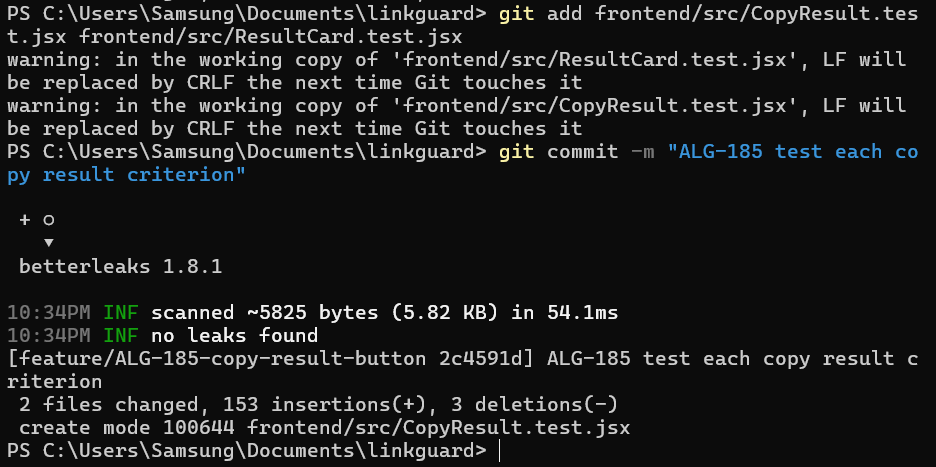 PS C:\Users\Samsung\Documents\linkguard> git add frontend/src/CopyResult.tes
t.jsx frontend/src/ResultCard.test.jsx
warning: in the working copy of 'frontend/src/ResultCard.test.jsx', LF will
be replaced by CRLF the next time Git touches it
warning: in the working copy of 'frontend/src/CopyResult.test.jsx', LF will
be replaced by CRLF the next time Git touches it
PS C:\Users\Samsung\Documents\linkguard> git commit -m "ALG-185 test each co
py result criterion"

 + ○
   ▾
 betterleaks 1.8.1

10:34PM INF scanned ~5825 bytes (5.82 KB) in 54.1ms
10:34PM INF no leaks found
[feature/ALG-185-copy-result-button 2c4591d] ALG-185 test each copy result c
riterion
 2 files changed, 153 insertions(+), 3 deletions(-)
 create mode 100644 frontend/src/CopyResult.test.jsx
PS C:\Users\Samsung\Documents\linkguard>